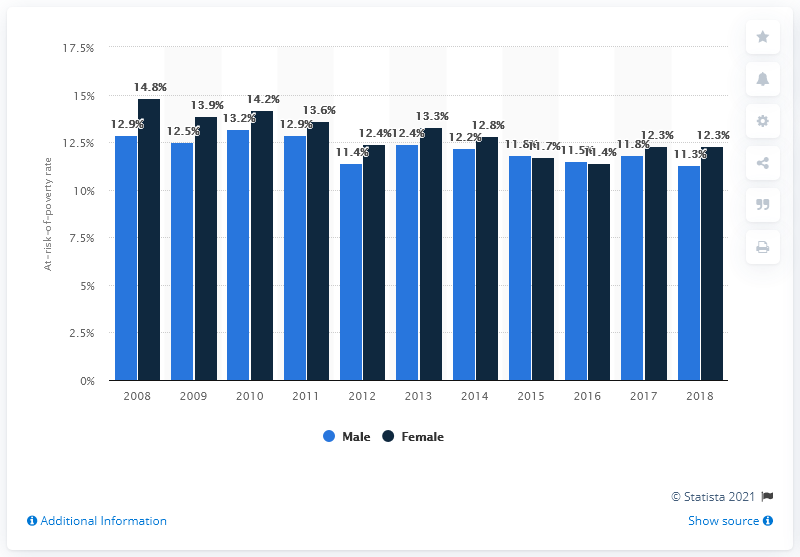 17.5%
15%
12.5%
10%
7.5%
5%
2.5%
0%
At-risk-of-poverty rate
12.9% 14.8% 12.5% 13.9% 13.2% 14.2% 12.9% 13.6% 11.4% 12.4% 12.4% 13.3% 12.2% 12.8% 11.8% 11.7% 11.5% 11.4% 11.8% 12.3% 11.3% 12.3%
2008 2009 2010 2011 2012 2013 2014 2015 2016 2017 2018
Male Female
© Statista 2021
Additional Information
Show source